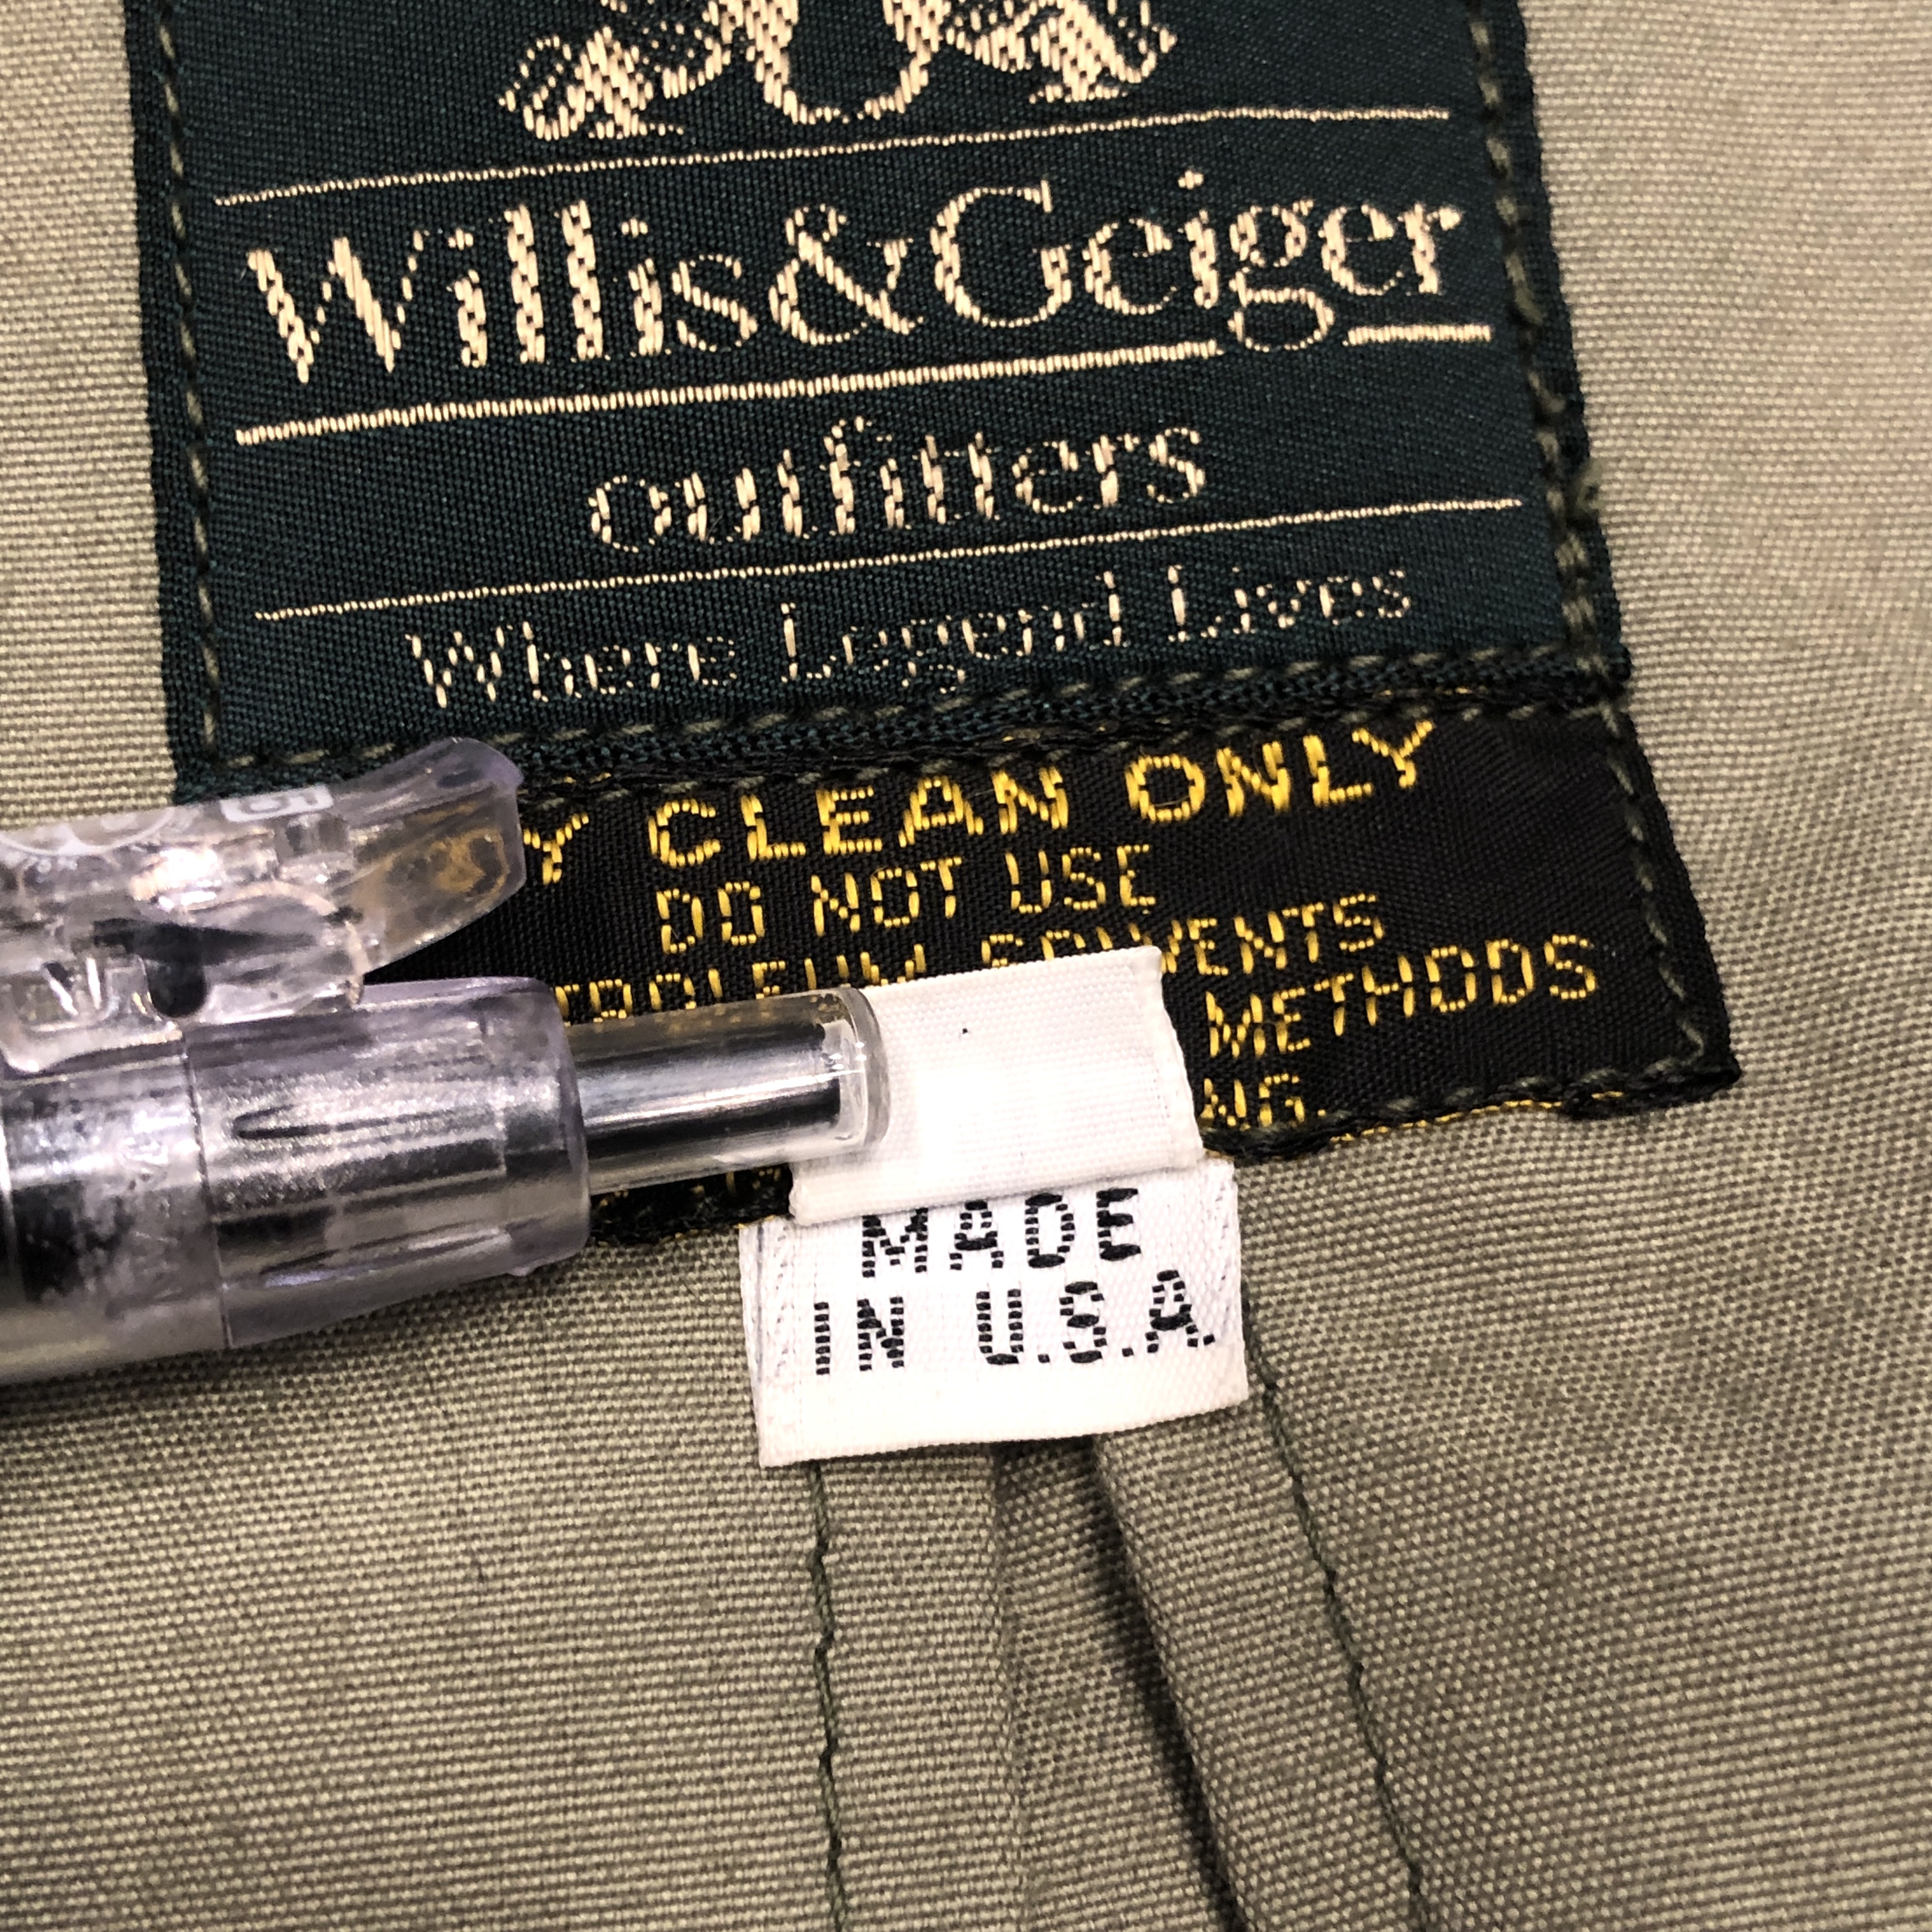 Willis & Geiger
outfitters
Where Legend Lives
CLEAN ONLY
DO NOT USE
METHODS
MADE
IN U.S.A.